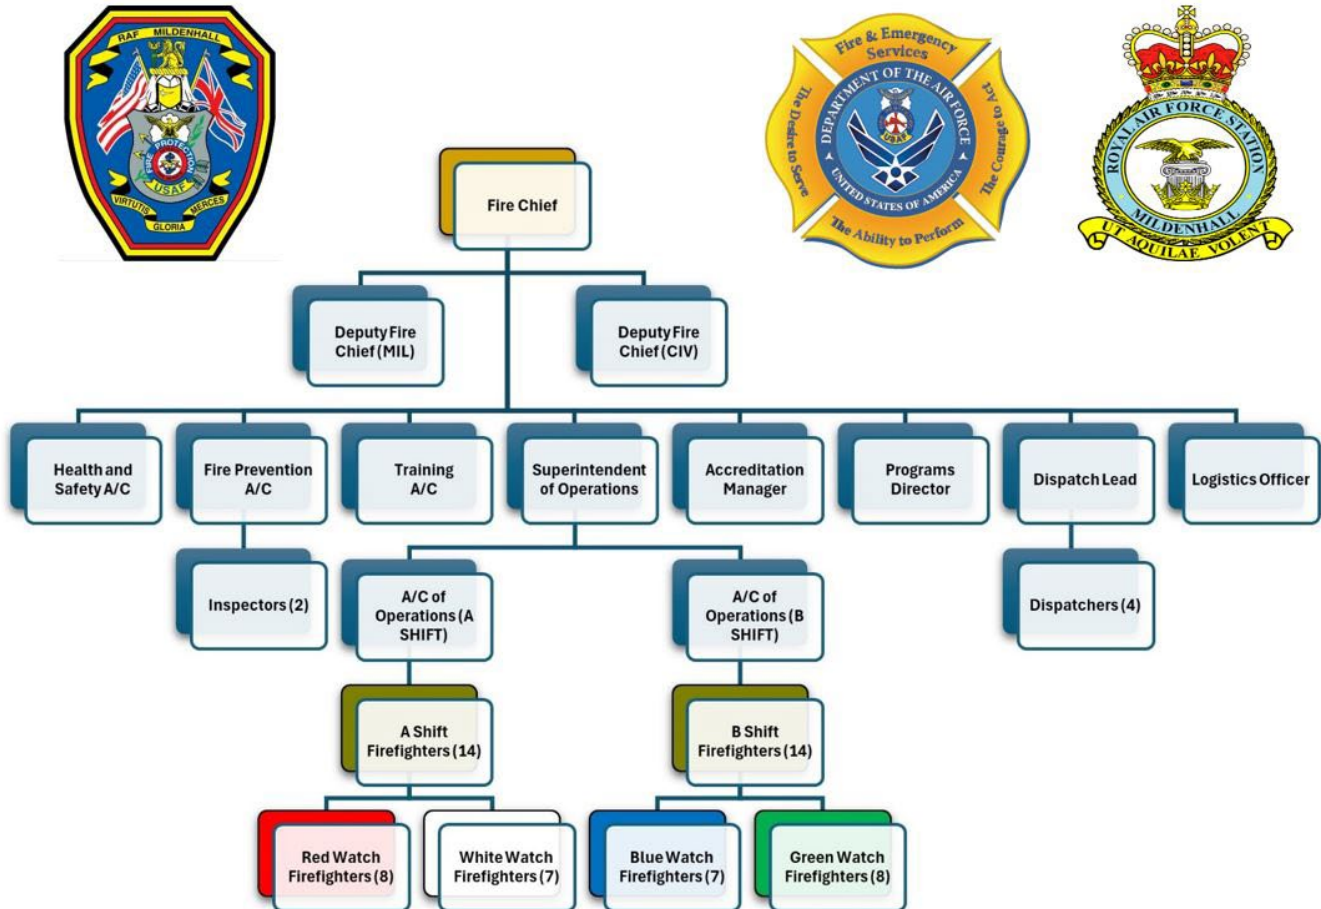 RAF MILDENHALL
FIRE PROTECTION
USAF
VIRTUTIS
GLORIA
MERCES
Fire & Emergency
Services
The Desire to Serve
The Courage to Act
The Ability to Perform
DEPARTMENT OF THE AIR FORCE
USAF
UNITED STATES OF AMERICA
ROYAL AIR FORCE STATION
MILDENHALL
UT AQUILAE VOLENT
Fire Chief
Deputy Fire
Chief (MIL)
Deputy Fire
Chief (CIV)
Health and
Safety A/C
Fire Prevention
A/C
Training
A/C
Superintendent
of Operations
Accreditation
Manager
Programs
Director
Dispatch Lead
Logistics Officer
Inspectors (2)
A/C of
Operations (A
SHIFT)
A/C of
Operations (B
SHIFT)
Dispatchers (4)
A Shift
Firefighters (14)
B Shift
Firefighters (14)
Red Watch
Firefighters (8)
White Watch
Firefighters (7)
Blue Watch
Firefighters (7)
Green Watch
Firefighters (8)